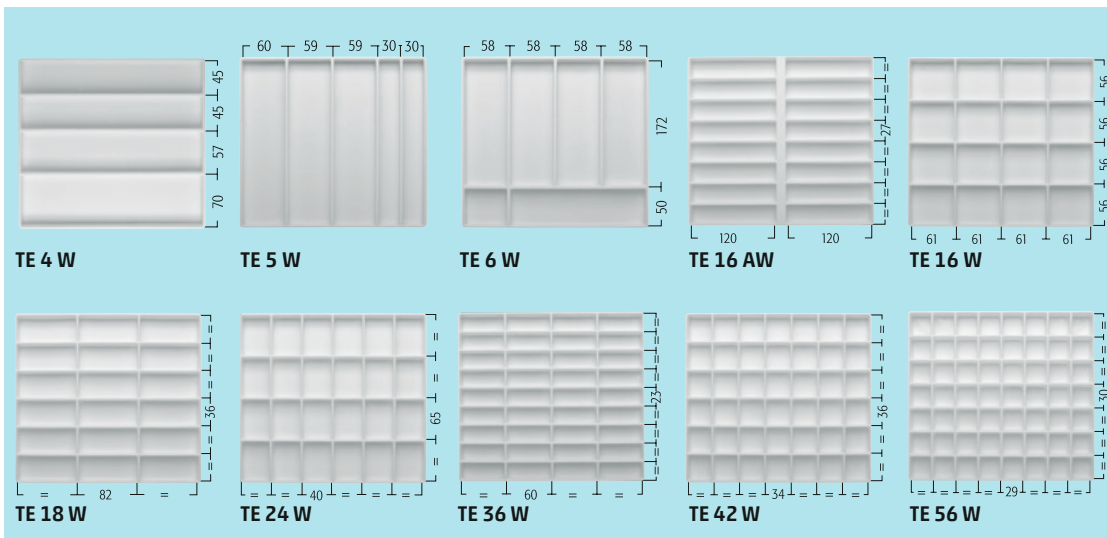 60 59 59 30 30
58 58 58 58
45
45
57
70
172
50
= = = = 27 = = = =
56
56
56
56
120 120
61 61 61 61
TE 4 W
TE 5 W
TE 6 W
TE 16 AW
TE 16 W
= = = 36 = = =
= = 65 =
= = = = 23 = = = =
= = = 36 = = =
= = = 30 = = =
= 82 =
= = 40 = = =
= 60 = =
= = = 34 = = =
= = = = 29 = = = =
TE 18 W
TE 24 W
TE 36 W
TE 42 W
TE 56 W